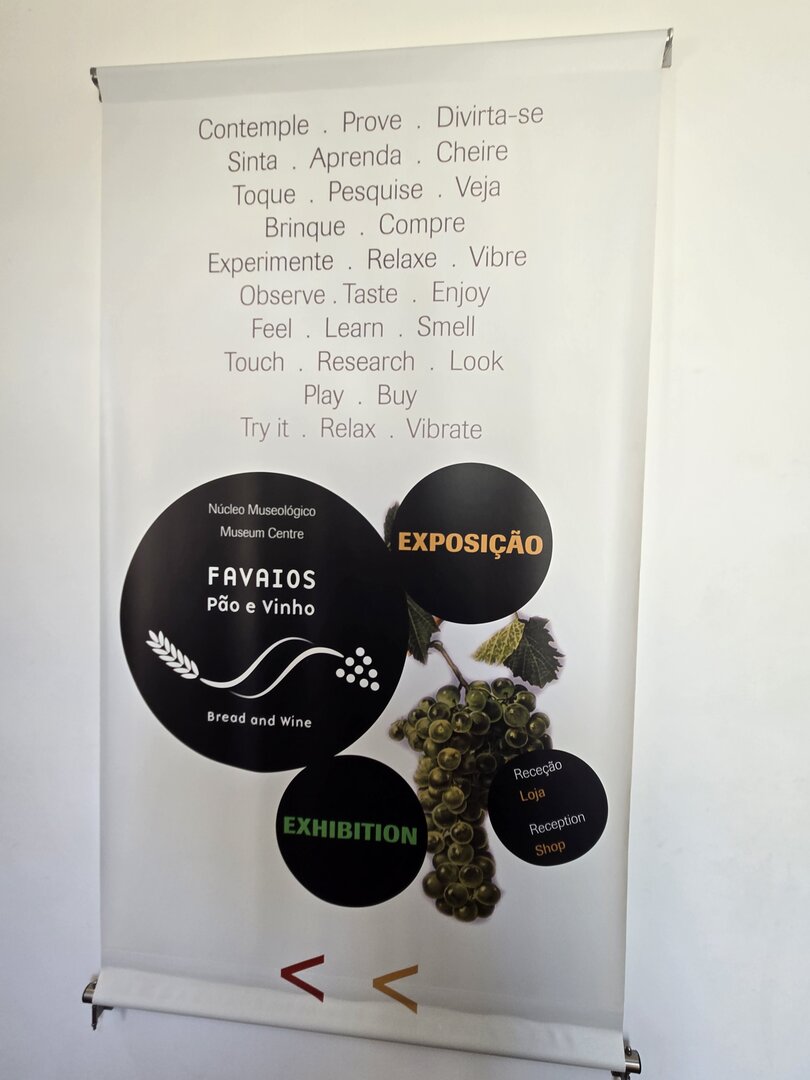 Contemple . Prove . Divirta-se
Sinta . Aprenda . Cheire
Toque . Pesquise . Veja
Brinque . Compre
Experimente . Relaxe . Vibre
Observe . Taste . Enjoy
Feel . Learn . Smell
Touch . Research . Look
Play . Buy
Try it . Relax . Vibrate
Núcleo Museológico
Museum Centre
FAVAIOS
Pão e Vinho
Bread and Wine
EXPOSIÇÃO
EXHIBITION
Receção
Loja
Reception
Shop
< <